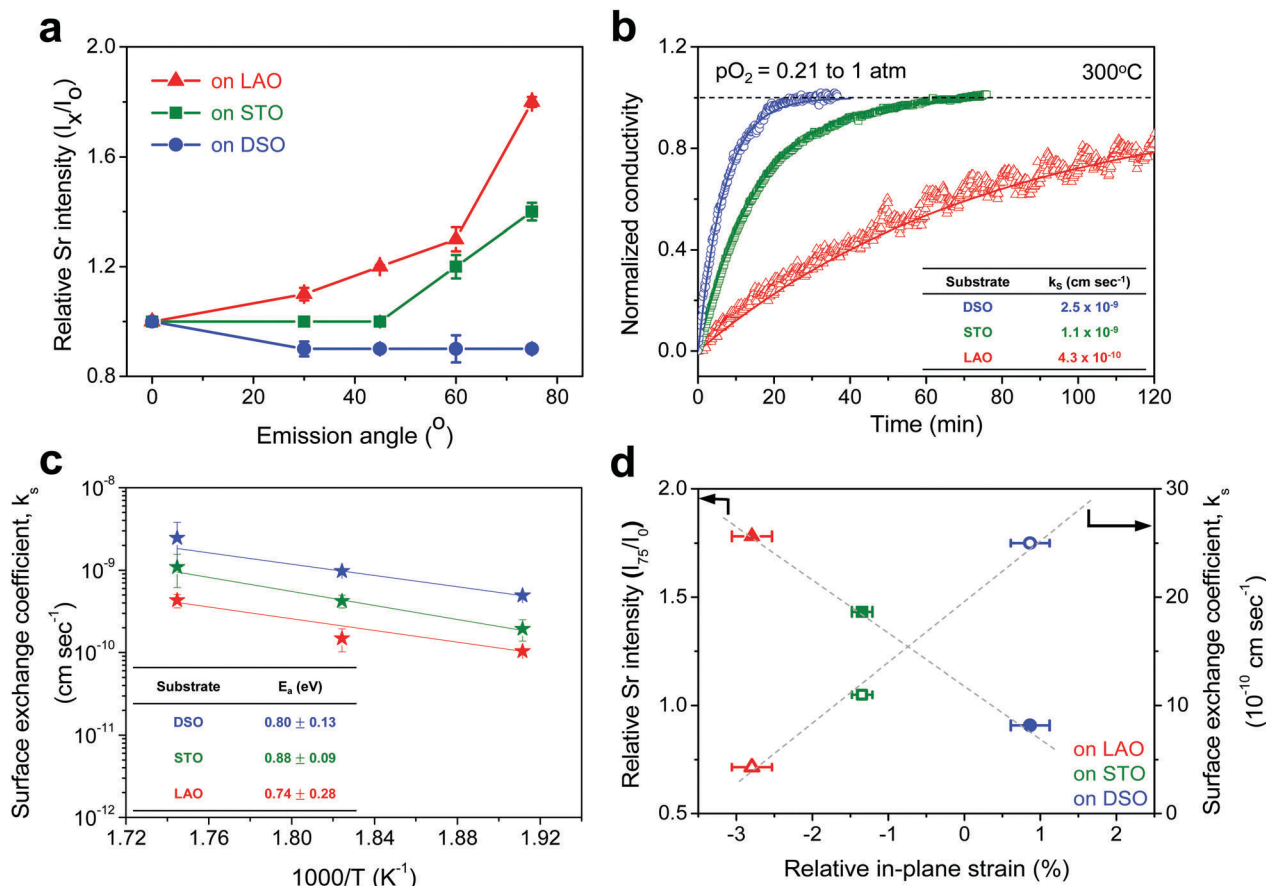 a
2.0
1.6
1.2
0.8
Relative Sr intensity (Iₓ/Iₒ)
on LAO
on STO
on DSO
0
20
40
60
80
Emission angle (°)
b
1.2
0.8
0.4
0.0
Normalized conductivity
pO₂ = 0.21 to 1 atm
300°C
Substrate kₛ (cm sec⁻¹)
DSO 2.5 x 10⁻⁹
STO 1.1 x 10⁻⁹
LAO 4.3 x 10⁻¹⁰
0
20
40
60
80
100
120
Time (min)
c
10⁻⁸
10⁻⁹
10⁻¹⁰
10⁻¹¹
10⁻¹²
Surface exchange coefficient, kₛ
(cm sec⁻¹)
Substrate Eₐ (eV)
DSO 0.80 ± 0.13
STO 0.88 ± 0.09
LAO 0.74 ± 0.28
1.72
1.76
1.80
1.84
1.88
1.92
1000/T (K⁻¹)
d
2.0
1.5
1.0
0.5
Relative Sr intensity (I₇₅/I₀)
30
20
10
0
Surface exchange coefficient, kₛ
(10⁻¹⁰ cm sec⁻¹)
on LAO
on STO
on DSO
-3
-2
-1
0
1
2
Relative in-plane strain (%)